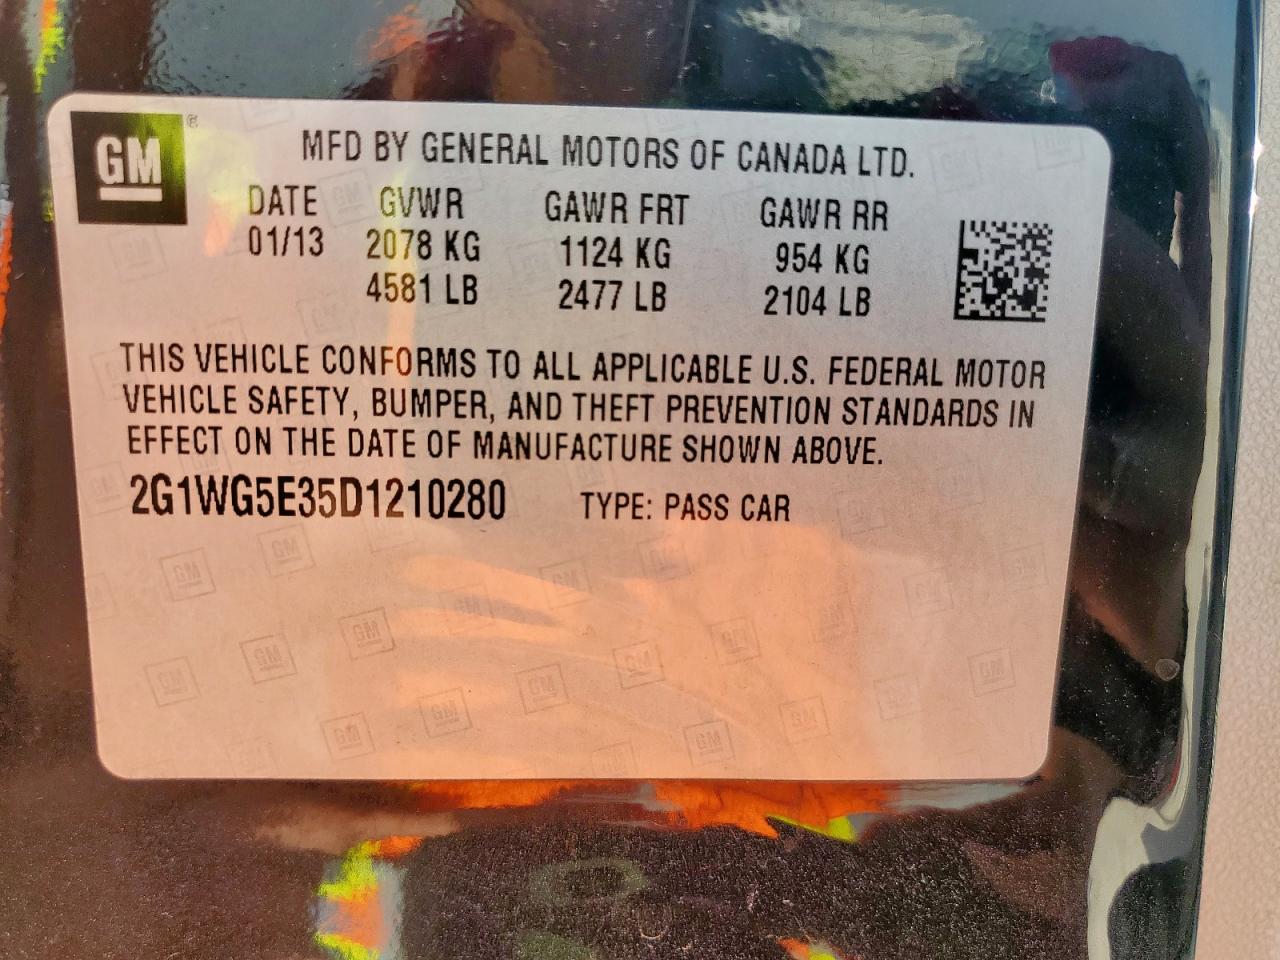 GM
MFD BY GENERAL MOTORS OF CANADA LTD.
DATE GVWR GAWR FRT GAWR RR
01/13 2078 KG 1124 KG 954 KG
4581 LB 2477 LB 2104 LB
THIS VEHICLE CONFORMS TO ALL APPLICABLE U.S. FEDERAL MOTOR
VEHICLE SAFETY, BUMPER, AND THEFT PREVENTION STANDARDS IN
EFFECT ON THE DATE OF MANUFACTURE SHOWN ABOVE.
2G1WG5E35D1210280 TYPE: PASS CAR